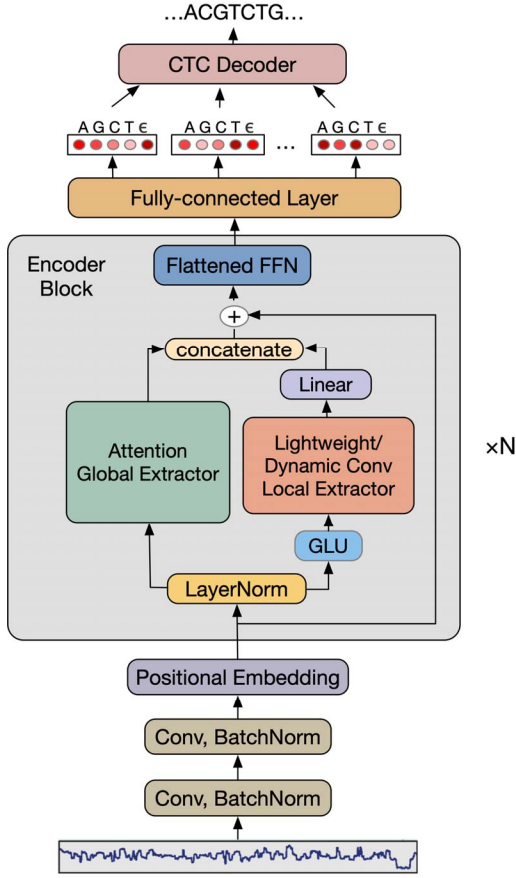 ...ACGTCTG...
CTC Decoder
A G C T ϵ
A G C T ϵ
...
A G C T ϵ
Fully-connected Layer
Encoder
Block
Flattened FFN
+
concatenate
Linear
Attention
Global Extractor
Lightweight/
Dynamic Conv
Local Extractor
×N
GLU
LayerNorm
Positional Embedding
Conv, BatchNorm
Conv, BatchNorm